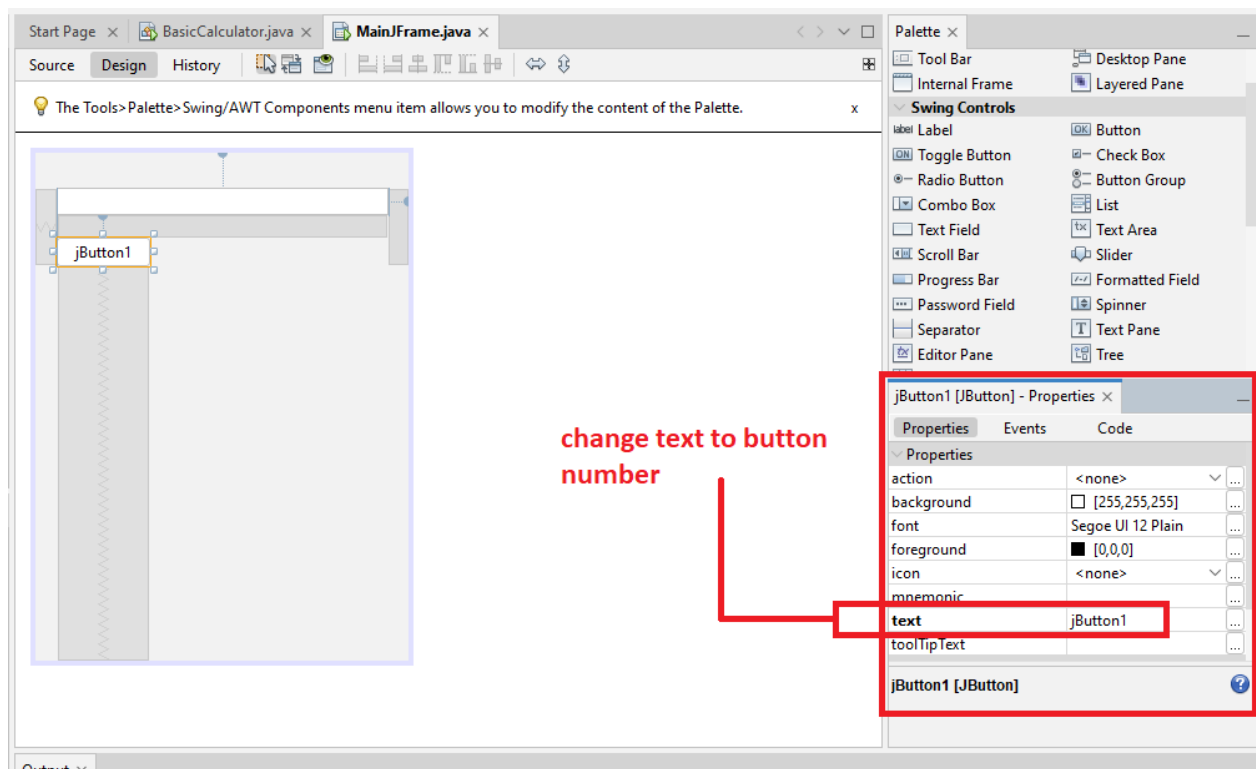 Start Page × BasicCalculator.java × MainJFrame.java ×
Source Design History
The Tools>Palette>Swing/AWT Components menu item allows you to modify the content of the Palette. x
jButton1
change text to button
number
Palette ×
Tool Bar Desktop Pane
Internal Frame Layered Pane
Swing Controls
label Label OK Button
ON Toggle Button Check Box
Radio Button Button Group
Combo Box List
Text Field Text Area
Scroll Bar Slider
Progress Bar Formatted Field
Password Field Spinner
Separator T Text Pane
Editor Pane Tree
jButton1 [JButton] - Properties ×
Properties Events Code
Properties
action <none> ...
background [255,255,255] ...
font Segoe UI 12 Plain ...
foreground [0,0,0] ...
icon <none> ...
mnemonic ...
text jButton1 ...
toolTipText ...
jButton1 [JButton] ?
Output ×